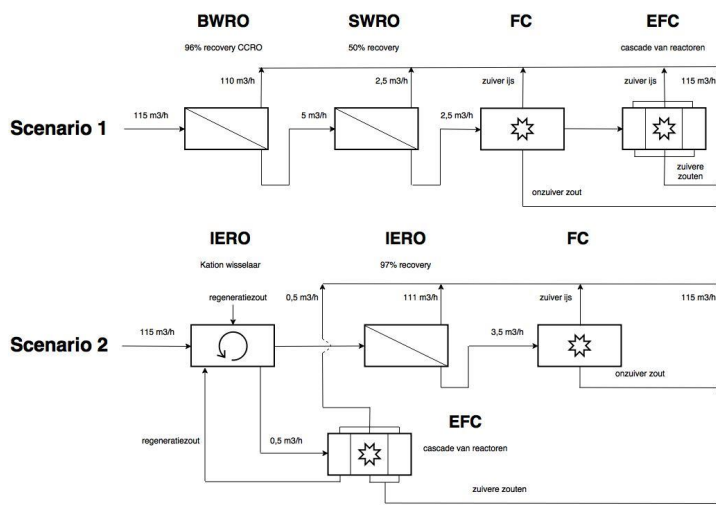 BWRO
SWRO
FC
EFC
96% recovery CCRO
50% recovery
cascade van reactoren
110 m3/h
2,5 m3/h
zuiver ijs
zuiver ijs
115 m3/h
Scenario 1
115 m3/h
5 m3/h
2,5 m3/h
zuivere
zouten
onzuiver zout
IERO
IERO
FC
Kation wisselaar
97% recovery
regeneratiezout
0,5 m3/h
111 m3/h
zuiver ijs
115 m3/h
Scenario 2
115 m3/h
3,5 m3/h
onzuiver zout
EFC
regeneratiezout
0,5 m3/h
cascade van reactoren
zuivere zouten